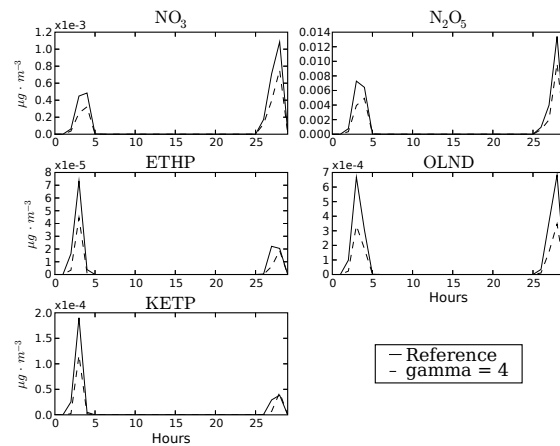 NO₃
x1e-3
1.2
1.0
0.8
0.6
0.4
0.2
0.0
µg · m⁻³
0 5 10 15 20 25
N₂O₅
0.014
0.012
0.010
0.008
0.006
0.004
0.002
0.000
0 5 10 15 20 25
ETHP
x1e-5
8
7
6
5
4
3
2
1
0
µg · m⁻³
0 5 10 15 20 25
OLND
x1e-4
7
6
5
4
3
2
1
0
0 5 10 15 20 25
Hours
KETP
x1e-4
2.0
1.5
1.0
0.5
0.0
µg · m⁻³
0 5 10 15 20 25
Hours
Reference
gamma = 4